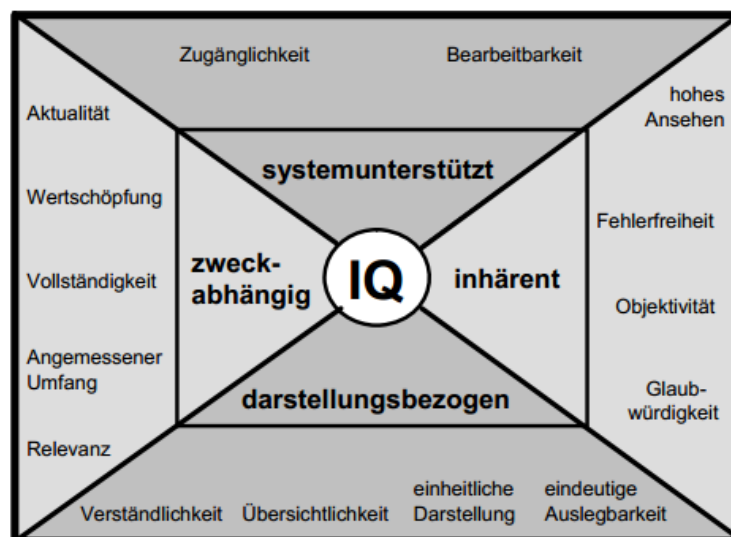 Zugänglichkeit Bearbeitbarkeit
hohes
Ansehen
Aktualität
systemunterstützt
Wertschöpfung
Fehlerfreiheit
zweck-
abhängig
IQ
inhärent
Vollständigkeit
Objektivität
Angemessener
Umfang
darstellungsbezogen
Glaub-
würdigkeit
Relevanz
Verständlichkeit
Übersichtlichkeit
einheitliche
Darstellung
eindeutige
Auslegbarkeit